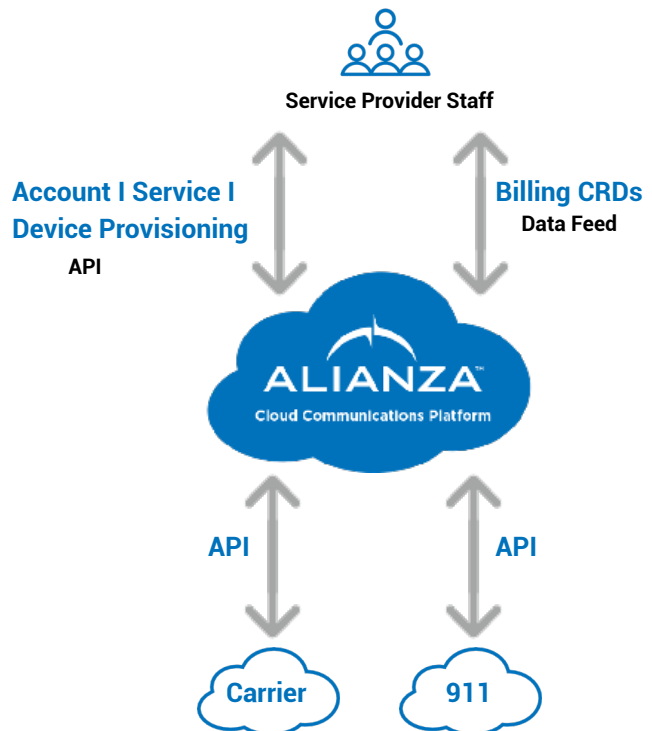 Service Provider Staff
Account I Service I
Device Provisioning
API
Billing CRDs
Data Feed
ALIANZA™
Cloud Communications Platform
API
API
Carrier
911